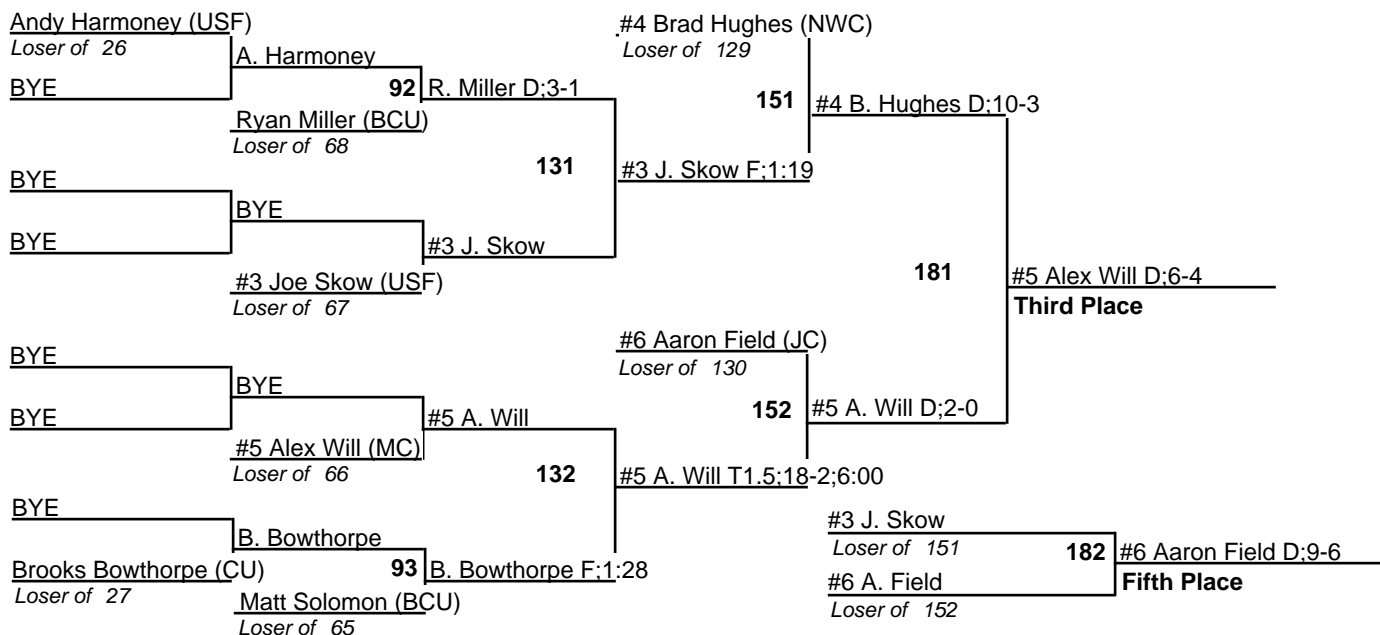 Andy Harmoney (USF)
Loser of 26
A. Harmoney
BYE
92
R. Miller D;3-1
Ryan Miller (BCU)
Loser of 68
131
#3 J. Skow F;1:19
BYE
BYE
BYE
#3 J. Skow
#3 Joe Skow (USF)
Loser of 67
#4 Brad Hughes (NWC)
Loser of 129
151
#4 B. Hughes D;10-3
181
#5 Alex Will D;6-4
Third Place
BYE
BYE
BYE
#5 A. Will
#5 Alex Will (MC)
Loser of 66
132
#5 A. Will T1.5;18-2;6:00
#6 Aaron Field (JC)
Loser of 130
152
#5 A. Will D;2-0
BYE
B. Bowthorpe
Brooks Bowthorpe (CU)
Loser of 27
93
B. Bowthorpe F;1:28
Matt Solomon (BCU)
Loser of 65
#3 J. Skow
Loser of 151
182
#6 Aaron Field D;9-6
Fifth Place
#6 A. Field
Loser of 152